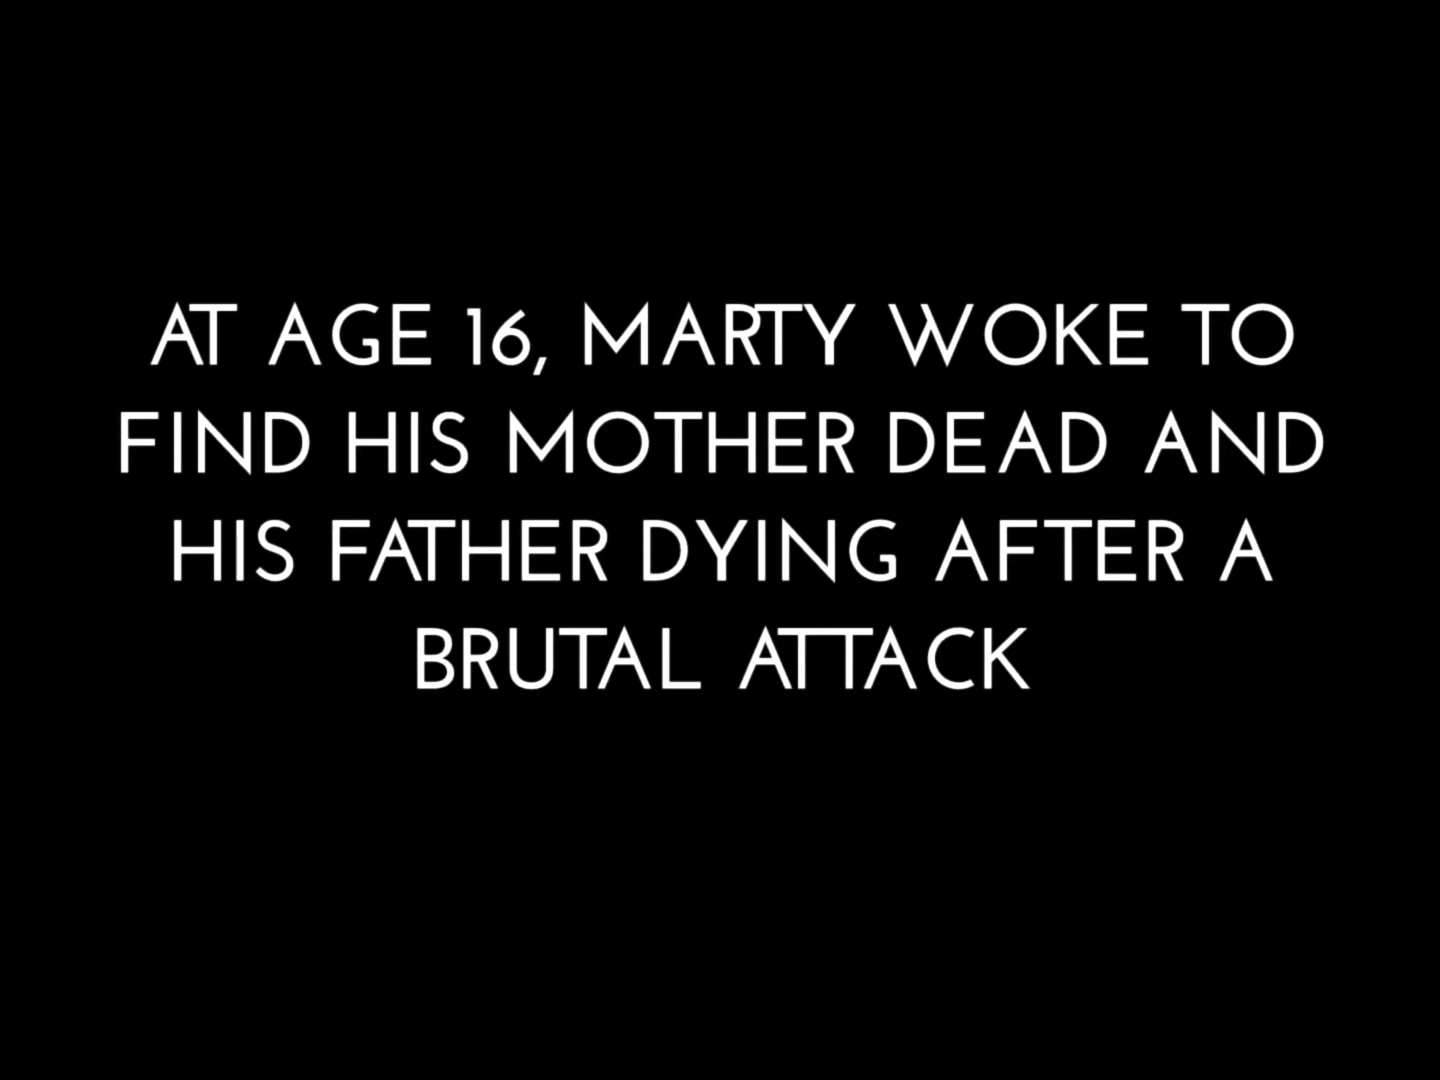 AT AGE 16, MARTY WOKE TO
FIND HIS MOTHER DEAD AND
HIS FATHER DYING AFTER A
BRUTAL ATTACK